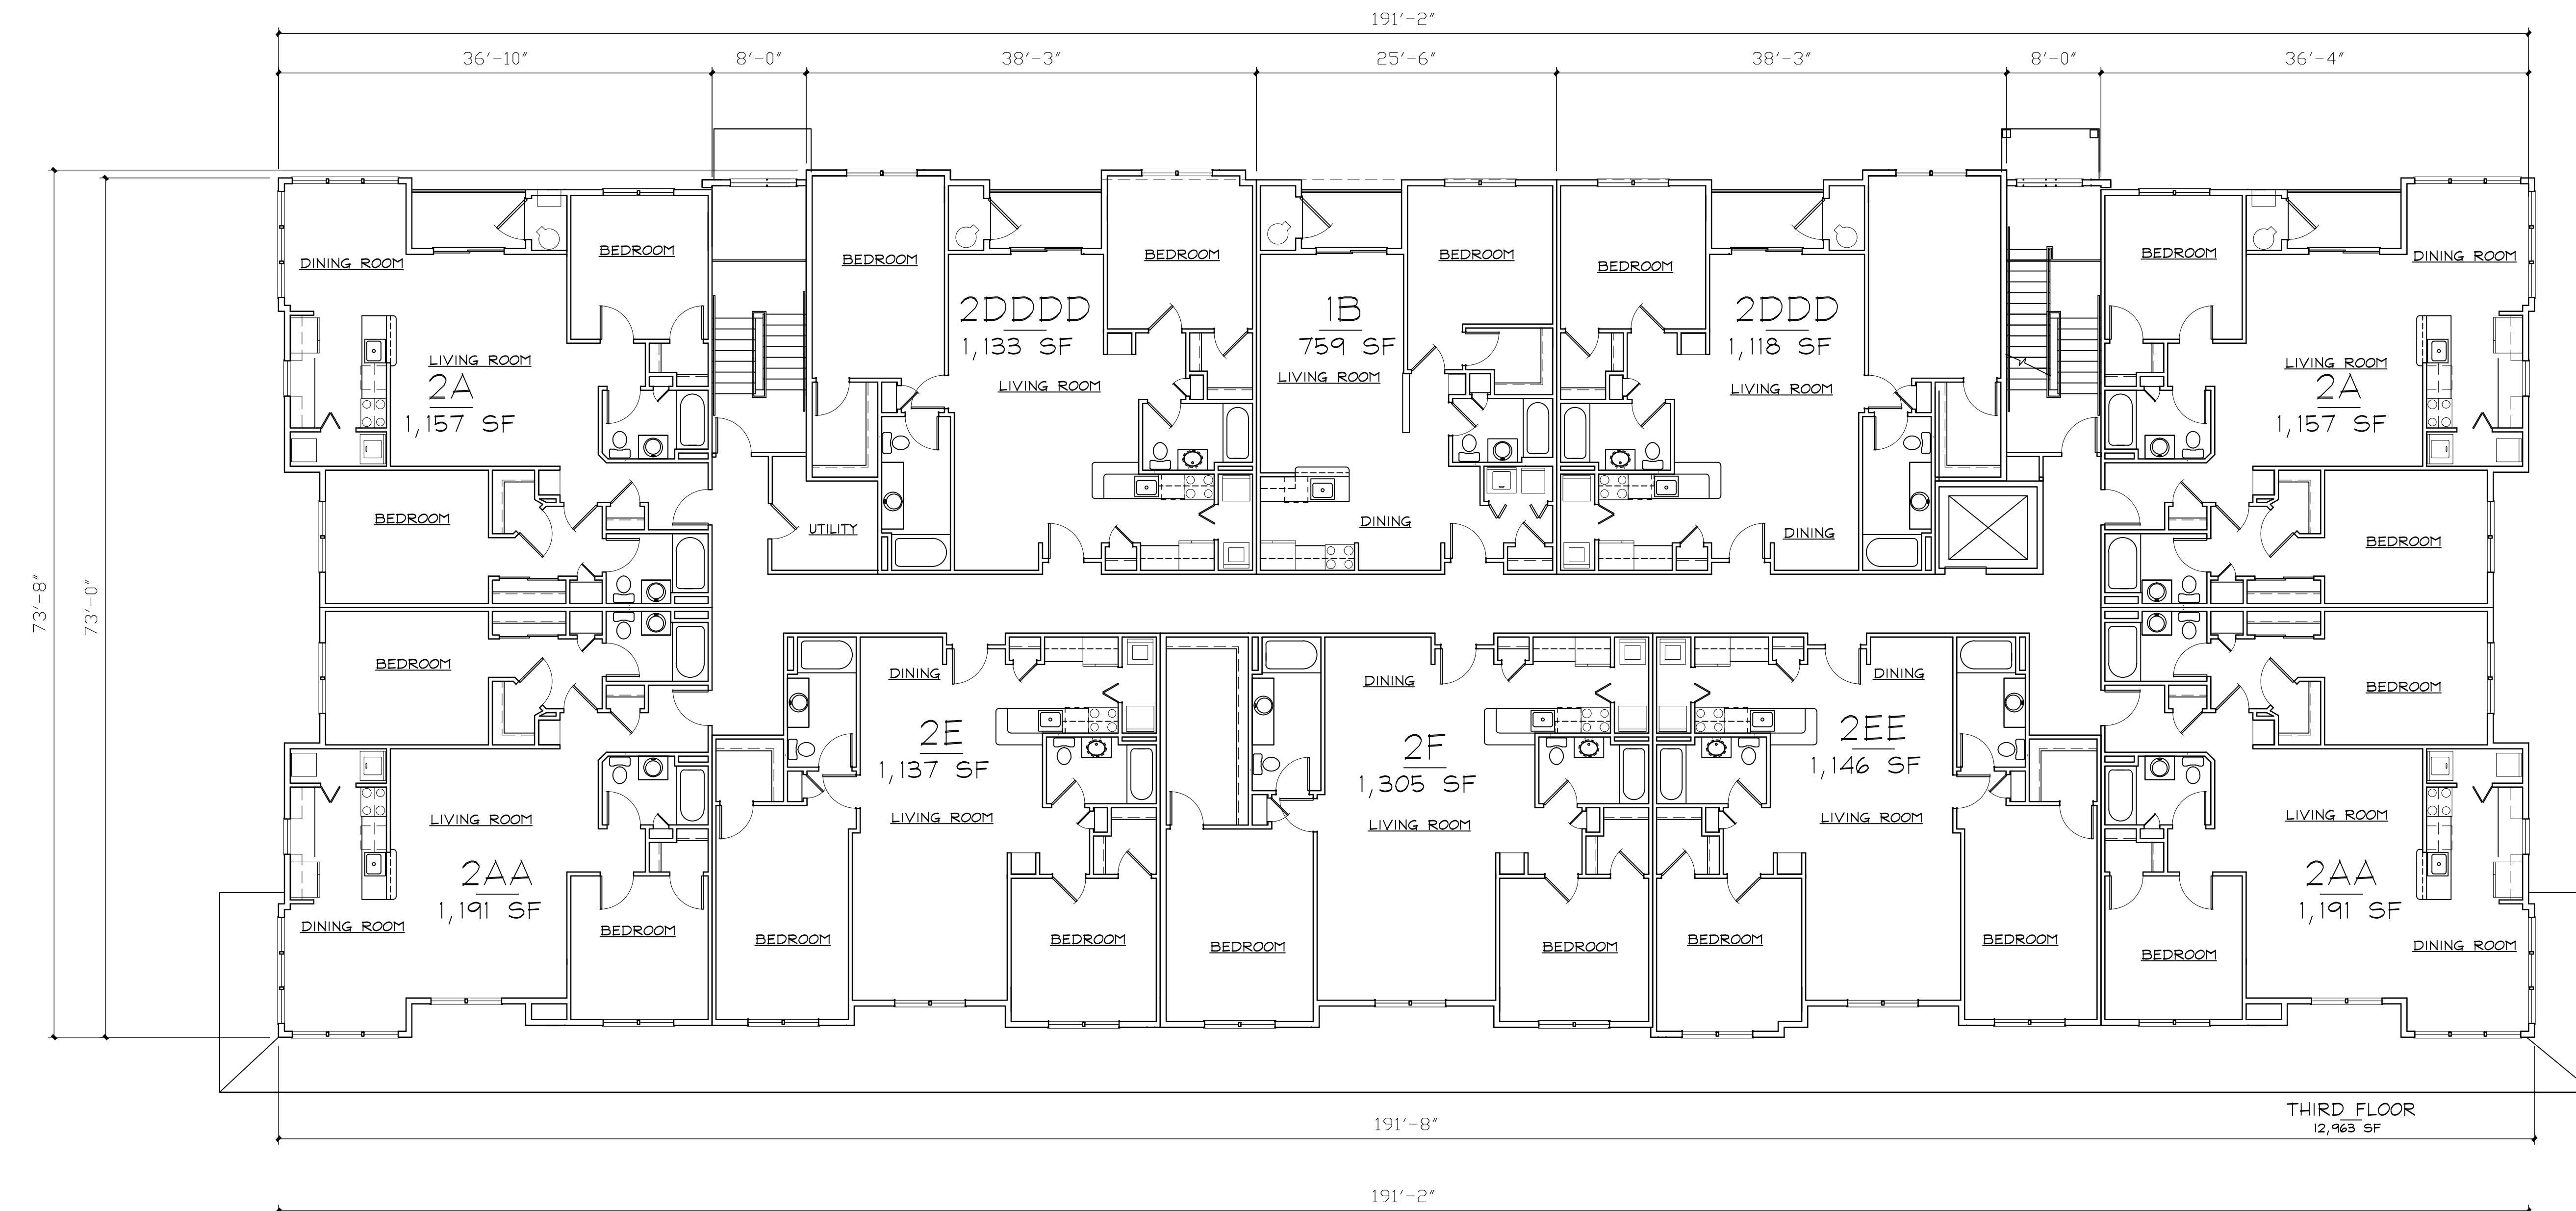 191'-2"
36'-10"
8'-0"
38'-3"
25'-6"
38'-3"
8'-0"
36'-4"
73'-8"
73'-0"
DINING ROOM
BEDROOM
LIVING ROOM
2A
1,157 SF
BEDROOM
BEDROOM
2DDDD
1,133 SF
LIVING ROOM
BEDROOM
UTILITY
1B
759 SF
LIVING ROOM
BEDROOM
DINING
BEDROOM
2DDD
1,118 SF
LIVING ROOM
DINING
BEDROOM
DINING ROOM
LIVING ROOM
2A
1,157 SF
BEDROOM
BEDROOM
LIVING ROOM
2AA
1,191 SF
DINING ROOM
BEDROOM
DINING
2E
1,137 SF
LIVING ROOM
BEDROOM
BEDROOM
DINING
2F
1,305 SF
LIVING ROOM
BEDROOM
BEDROOM
DINING
2EE
1,146 SF
LIVING ROOM
BEDROOM
BEDROOM
BEDROOM
LIVING ROOM
2AA
1,191 SF
DINING ROOM
BEDROOM
THIRD FLOOR
12,963 SF
191'-8"
191'-2"